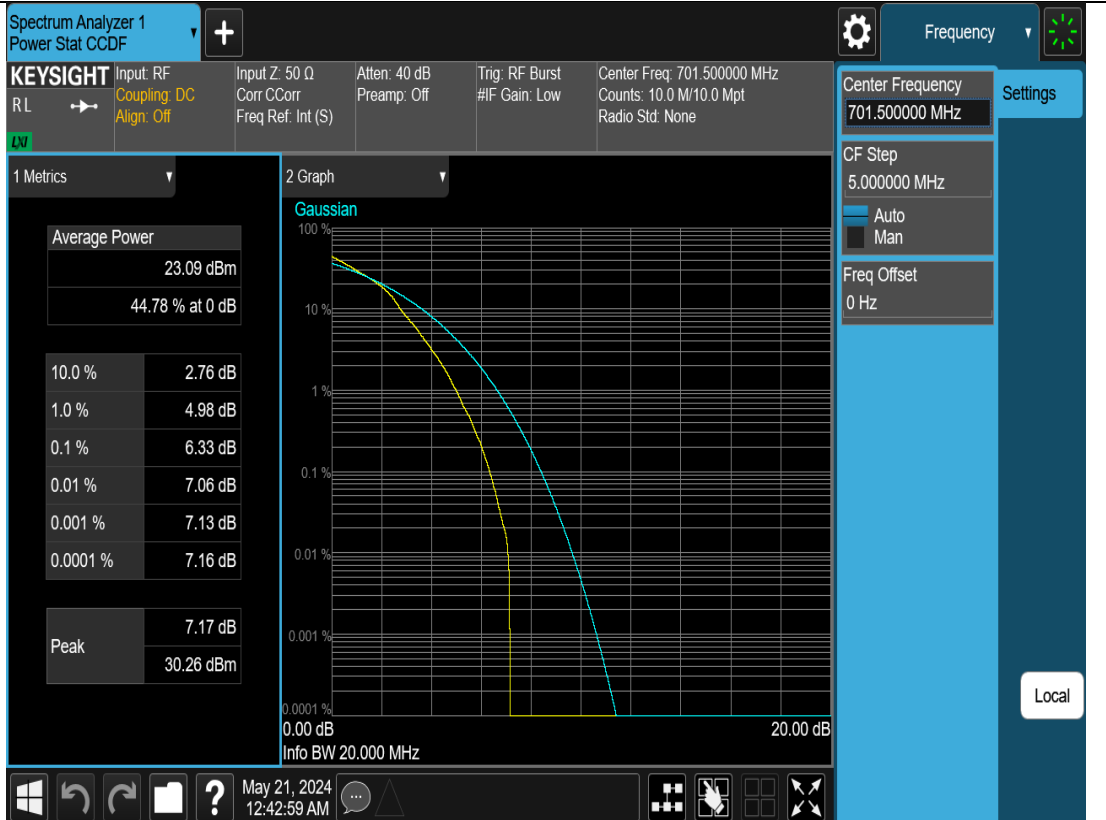 Spectrum Analyzer 1
Power Stat CCDF
+
Frequency
KEYSIGHT
RL
LXI
Input: RF
Coupling: DC
Align: Off
Input Z: 50 Ω
Corr CCorr
Freq Ref: Int (S)
Atten: 40 dB
Preamp: Off
Trig: RF Burst
#IF Gain: Low
Center Freq: 701.500000 MHz
Counts: 10.0 M/10.0 Mpt
Radio Std: None
Center Frequency
701.500000 MHz
Settings
CF Step
5.000000 MHz
Auto
Man
Freq Offset
0 Hz
1 Metrics
Average Power
23.09 dBm
44.78 % at 0 dB
10.0 % 2.76 dB
1.0 % 4.98 dB
0.1 % 6.33 dB
0.01 % 7.06 dB
0.001 % 7.13 dB
0.0001 % 7.16 dB
Peak
7.17 dB
30.26 dBm
2 Graph
Gaussian
100 %
10 %
1 %
0.1 %
0.01 %
0.001 %
0.0001 %
0.00 dB 20.00 dB
Info BW 20.000 MHz
Local
?
May 21, 2024
12:42:59 AM